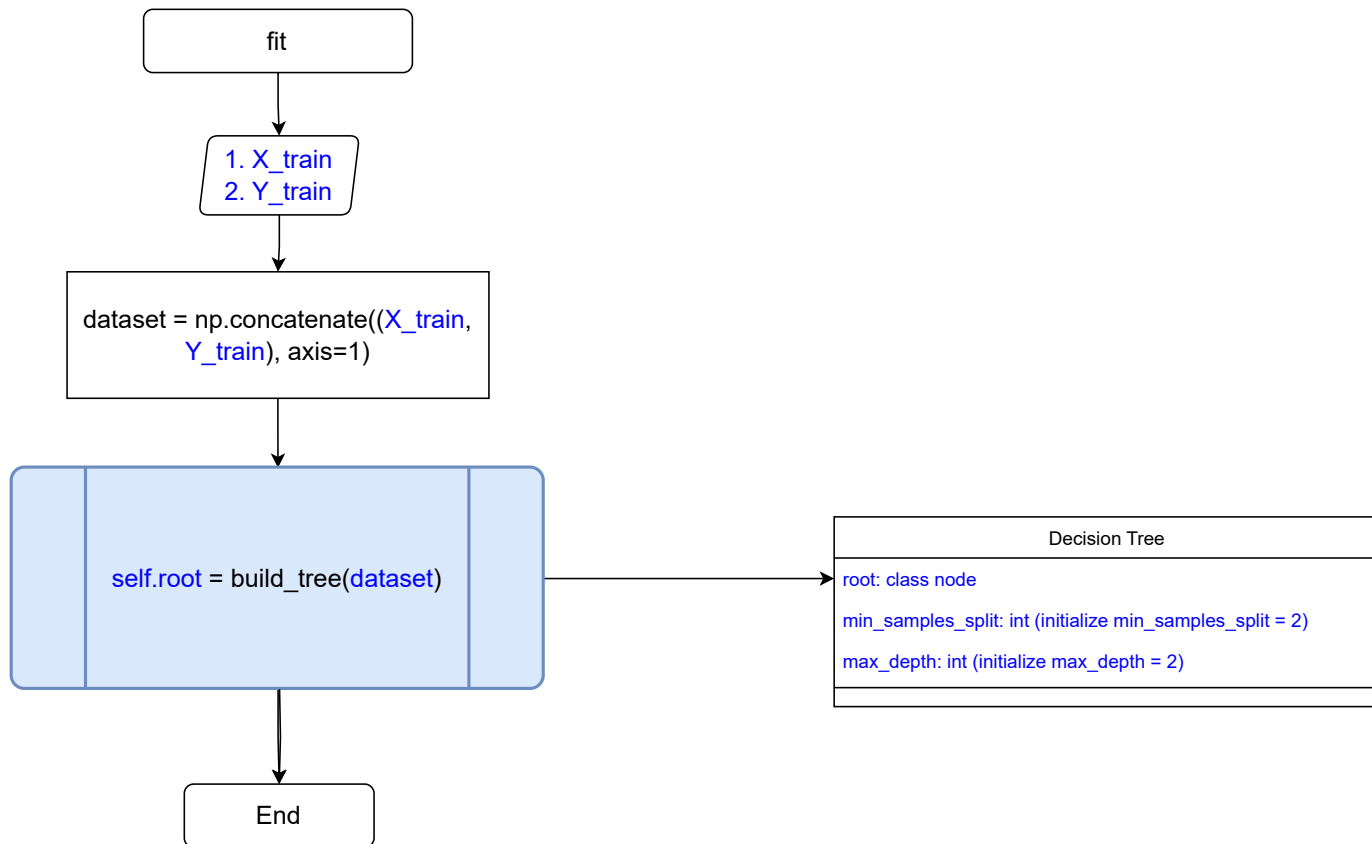 fit
1. X_train
2. Y_train
dataset = np.concatenate((X_train,
Y_train), axis=1)
self.root = build_tree(dataset)
Decision Tree
root: class node
min_samples_split: int (initialize min_samples_split = 2)
max_depth: int (initialize max_depth = 2)
End